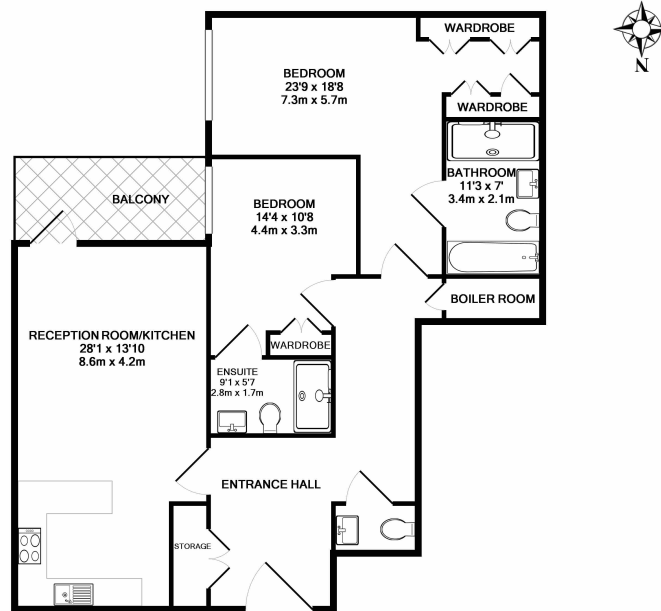 WARDROBE
N
BEDROOM
23'9 x 18'8
7.3m x 5.7m
WARDROBE
BATHROOM
11'3 x 7'
3.4m x 2.1m
BALCONY
BEDROOM
14'4 x 10'8
4.4m x 3.3m
BOILER ROOM
RECEPTION ROOM/KITCHEN
28'1 x 13'10
8.6m x 4.2m
WARDROBE
ENSUITE
9'1 x 5'7
2.8m x 1.7m
ENTRANCE HALL
STORAGE